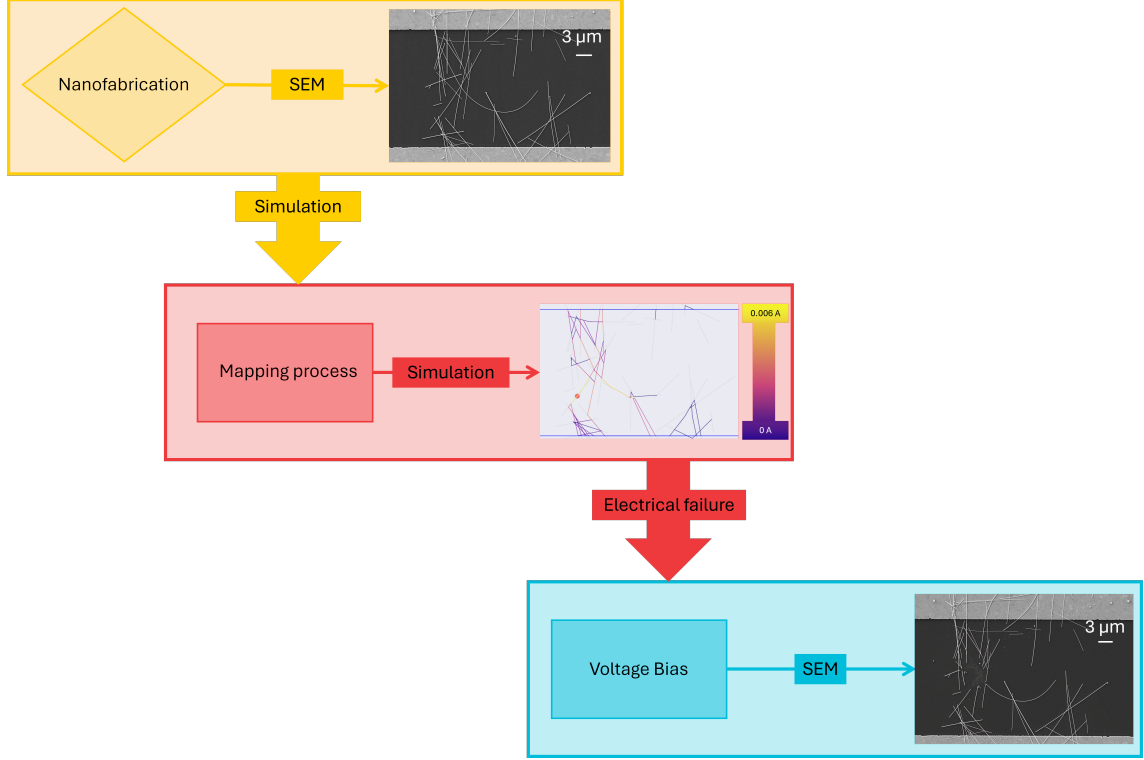 Nanofabrication
SEM
3 µm
Simulation
Mapping process
Simulation
0.006 A
0 A
Electrical failure
Voltage Bias
SEM
3 µm